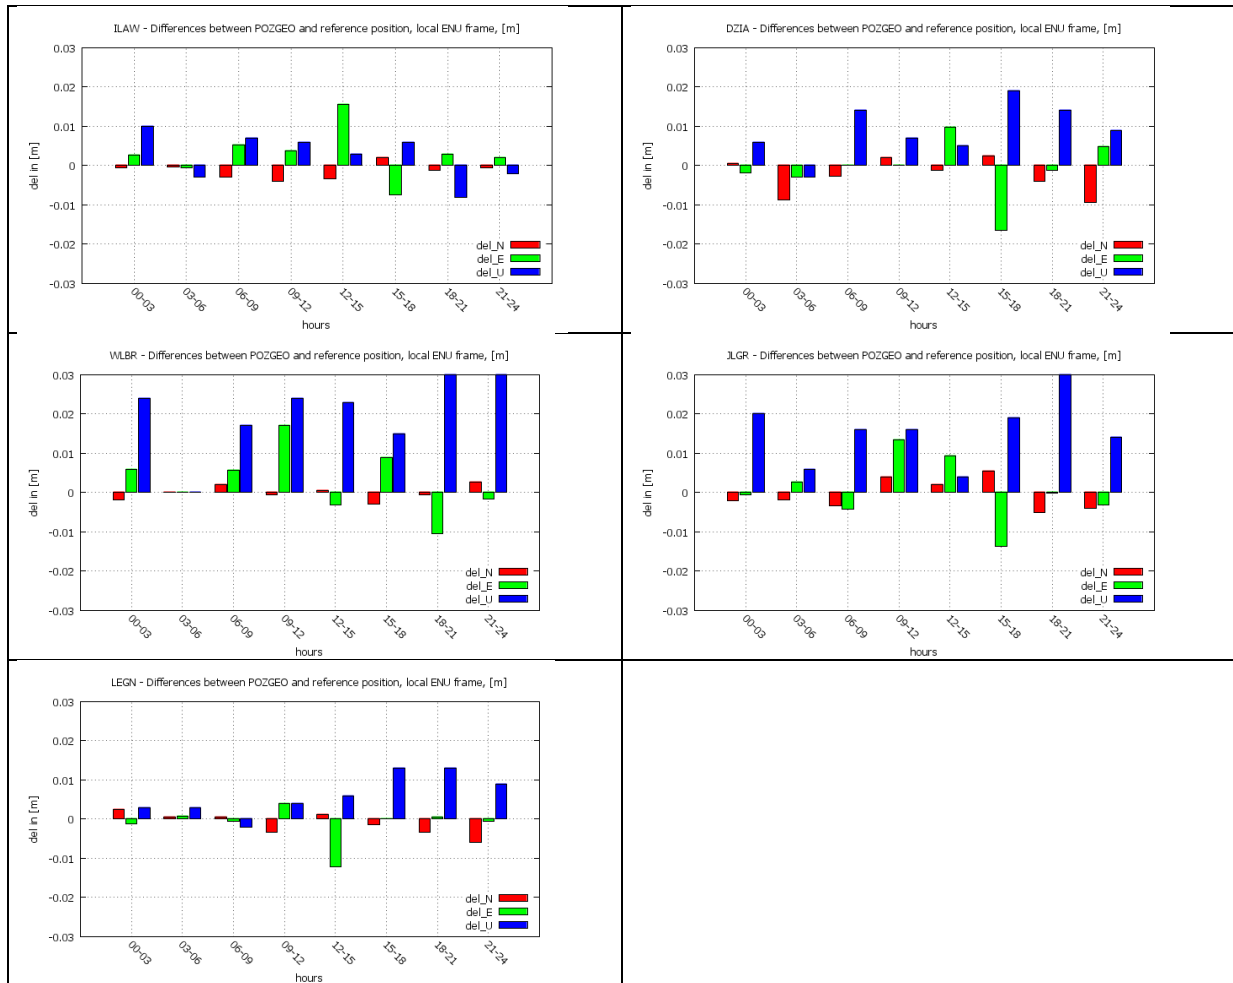 ILAW - Differences between POZGEO and reference position, local ENU frame, [m]
0.03
0.02
0.01
0
-0.01
-0.02
-0.03
del in [m]
del_N
del_E
del_U
00-03
03-06
06-09
09-12
12-15
15-18
18-21
21-24
hours
DZIA - Differences between POZGEO and reference position, local ENU frame, [m]
0.03
0.02
0.01
0
-0.01
-0.02
-0.03
del in [m]
del_N
del_E
del_U
00-03
03-06
06-09
09-12
12-15
15-18
18-21
21-24
hours
WLBR - Differences between POZGEO and reference position, local ENU frame, [m]
0.03
0.02
0.01
0
-0.01
-0.02
-0.03
del in [m]
del_N
del_E
del_U
00-03
03-06
06-09
09-12
12-15
15-18
18-21
21-24
hours
JLGR - Differences between POZGEO and reference position, local ENU frame, [m]
0.03
0.02
0.01
0
-0.01
-0.02
-0.03
del in [m]
del_N
del_E
del_U
00-03
03-06
06-09
09-12
12-15
15-18
18-21
21-24
hours
LEGN - Differences between POZGEO and reference position, local ENU frame, [m]
0.03
0.02
0.01
0
-0.01
-0.02
-0.03
del in [m]
del_N
del_E
del_U
00-03
03-06
06-09
09-12
12-15
15-18
18-21
21-24
hours